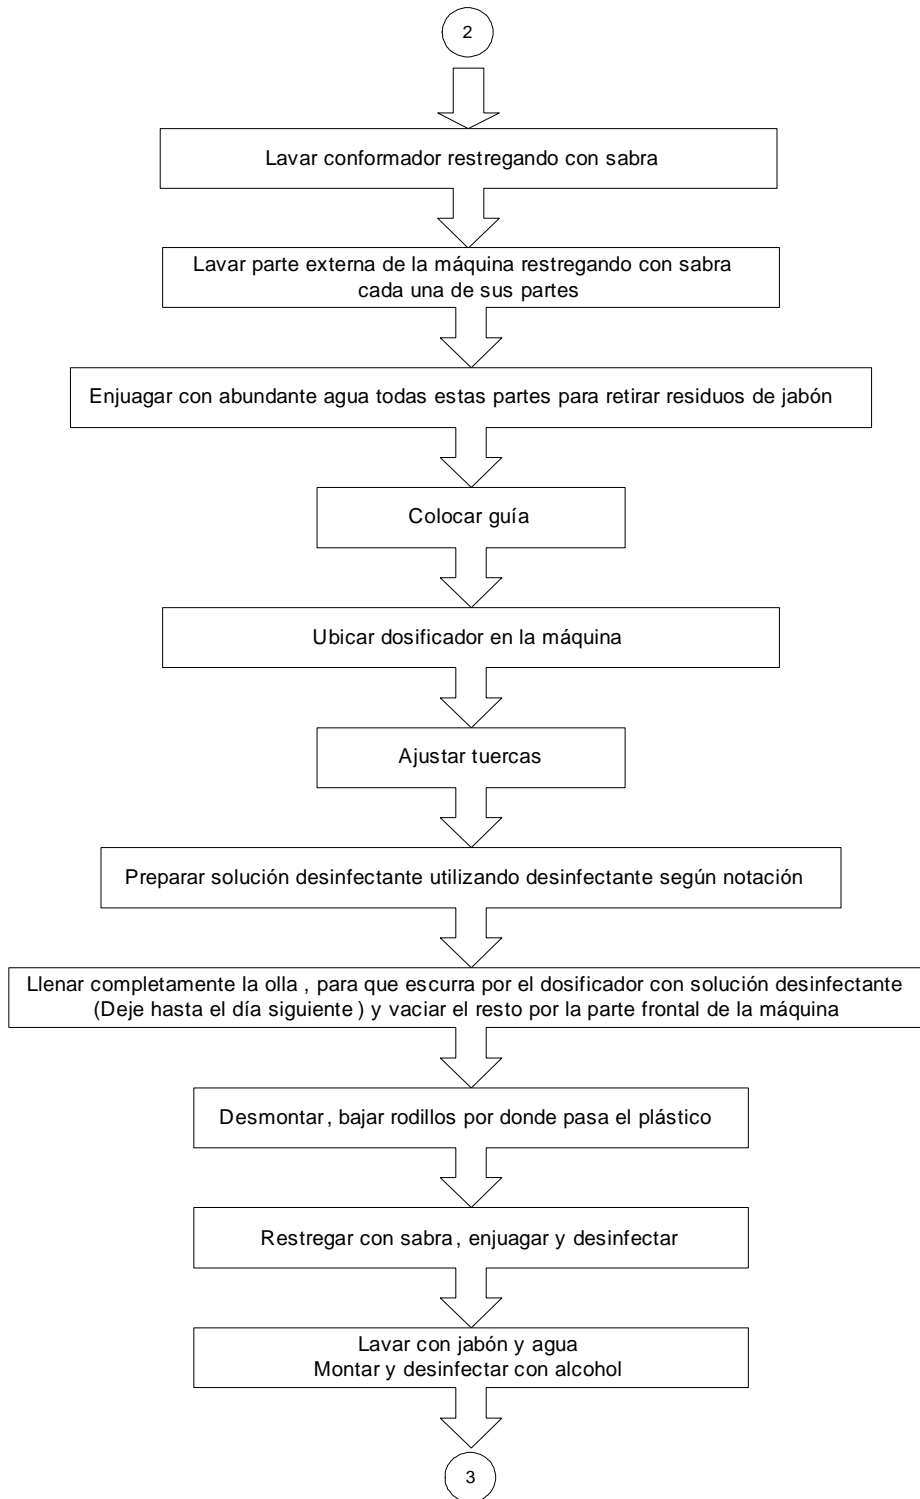 2
Lavar conformador restregando con sabra
Lavar parte externa de la máquina restregando con sabra
cada una de sus partes
Enjuagar con abundante agua todas estas partes para retirar residuos de jabón
Colocar guía
Ubicar dosificador en la máquina
Ajustar tuercas
Preparar solución desinfectante utilizando desinfectante según notación
Llenar completamente la olla , para que escurra por el dosificador con solución desinfectante
(Deje hasta el día siguiente ) y vaciar el resto por la parte frontal de la máquina
Desmontar , bajar rodillos por donde pasa el plástico
Restregar con sabra , enjuagar y desinfectar
Lavar con jabón y agua
Montar y desinfectar con alcohol
3